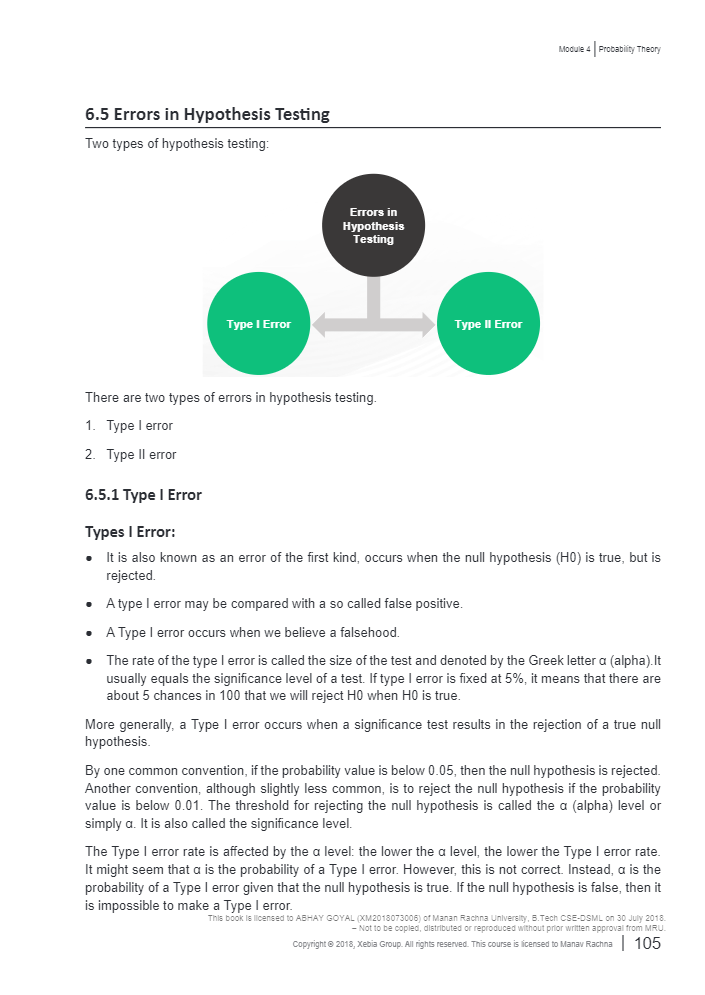 Module 4 | Probability Theory
6.5 Errors in Hypothesis Testing
Two types of hypothesis testing:
Errors in
Hypothesis
Testing
Type I Error
Type II Error
There are two types of errors in hypothesis testing.
1. Type I error
2. Type II error
6.5.1 Type I Error
Types I Error:
● It is also known as an error of the first kind, occurs when the null hypothesis (H0) is true, but is
rejected.
● A type I error may be compared with a so called false positive.
● A Type I error occurs when we believe a falsehood.
● The rate of the type I error is called the size of the test and denoted by the Greek letter α (alpha).It
usually equals the significance level of a test. If type I error is fixed at 5%, it means that there are
about 5 chances in 100 that we will reject H0 when H0 is true.
More generally, a Type I error occurs when a significance test results in the rejection of a true null
hypothesis.
By one common convention, if the probability value is below 0.05, then the null hypothesis is rejected.
Another convention, although slightly less common, is to reject the null hypothesis if the probability
value is below 0.01. The threshold for rejecting the null hypothesis is called the α (alpha) level or
simply α. It is also called the significance level.
The Type I error rate is affected by the α level: the lower the α level, the lower the Type I error rate.
It might seem that α is the probability of a Type I error. However, this is not correct. Instead, α is the
probability of a Type I error given that the null hypothesis is true. If the null hypothesis is false, then it
is impossible to make a Type I error.
This book is licensed to ABHAY GOYAL (XM2018073006) of Manan Rachna University, B.Tech CSE-DSML on 30 July 2018.
– Not to be copied, distributed or reproduced without prior written approval from MRU.
Copyright © 2018, Xebia Group. All rights reserved. This course is licensed to Manav Rachna | 105